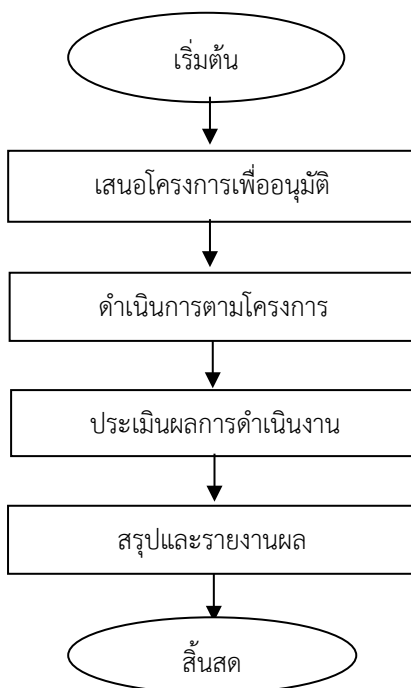 เริ่มต้น
เสนอโครงการเพื่ออนุมัติ
ดำเนินการตามโครงการ
ประเมินผลการดำเนินงาน
สรุปและรายงานผล
สิ้นสด